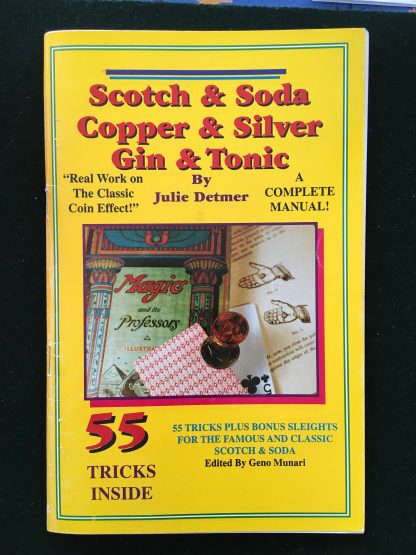 Scotch & Soda
Copper & Silver
Gin & Tonic
By
Julie Detmer
“Real Work on
The Classic
Coin Effect!”
A
COMPLETE
MANUAL!
Magic
and its
Professors
ILLUSTRA
55
TRICKS
INSIDE
55 TRICKS PLUS BONUS SLEIGHTS
FOR THE FAMOUS AND CLASSIC
SCOTCH & SODA
Edited By Geno Munari